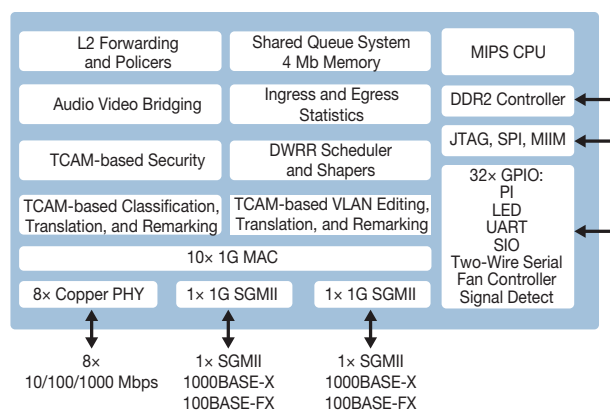 L2 Forwarding
and Policers
Shared Queue System
4 Mb Memory
MIPS CPU
Audio Video Bridging
Ingress and Egress
Statistics
DDR2 Controller
TCAM-based Security
DWRR Scheduler
and Shapers
JTAG, SPI, MIIM
TCAM-based Classification,
Translation, and Remarking
TCAM-based VLAN Editing,
Translation, and Remarking
32× GPIO:
PI
LED
UART
SIO
Two-Wire Serial
Fan Controller
Signal Detect
10× 1G MAC
8× Copper PHY
1× 1G SGMII
1× 1G SGMII
8×
10/100/1000 Mbps
1× SGMII
1000BASE-X
100BASE-FX
1× SGMII
1000BASE-X
100BASE-FX